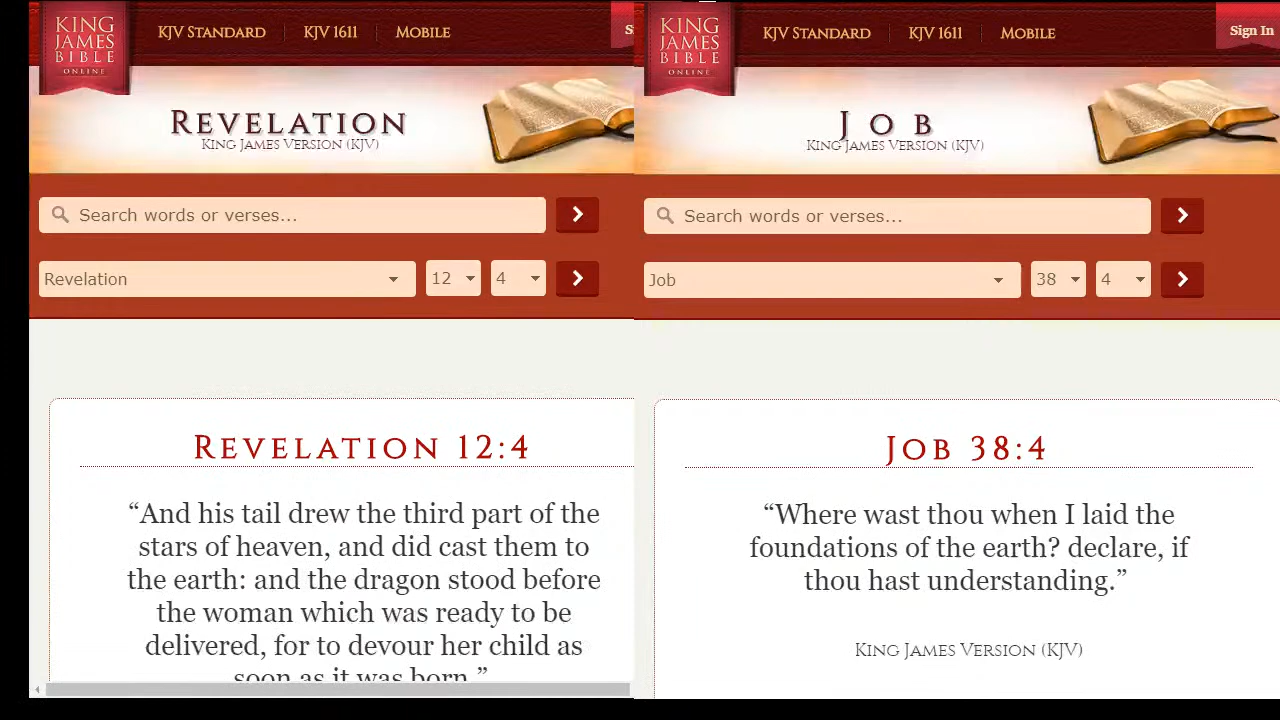 KING
JAMES
BIBLE
ONLINE
KJV STANDARD
KJV 1611
MOBILE
S
REVELATION
KING JAMES VERSION (KJV)
Search words or verses...
Revelation
12
4
REVELATION 12:4
“And his tail drew the third part of the
stars of heaven, and did cast them to
the earth: and the dragon stood before
the woman which was ready to be
delivered, for to devour her child as
soon as it was born.”
KING
JAMES
BIBLE
ONLINE
KJV STANDARD
KJV 1611
MOBILE
Sign In
JOB
KING JAMES VERSION (KJV)
Search words or verses...
Job
38
4
JOB 38:4
“Where wast thou when I laid the
foundations of the earth? declare, if
thou hast understanding.”
KING JAMES VERSION (KJV)